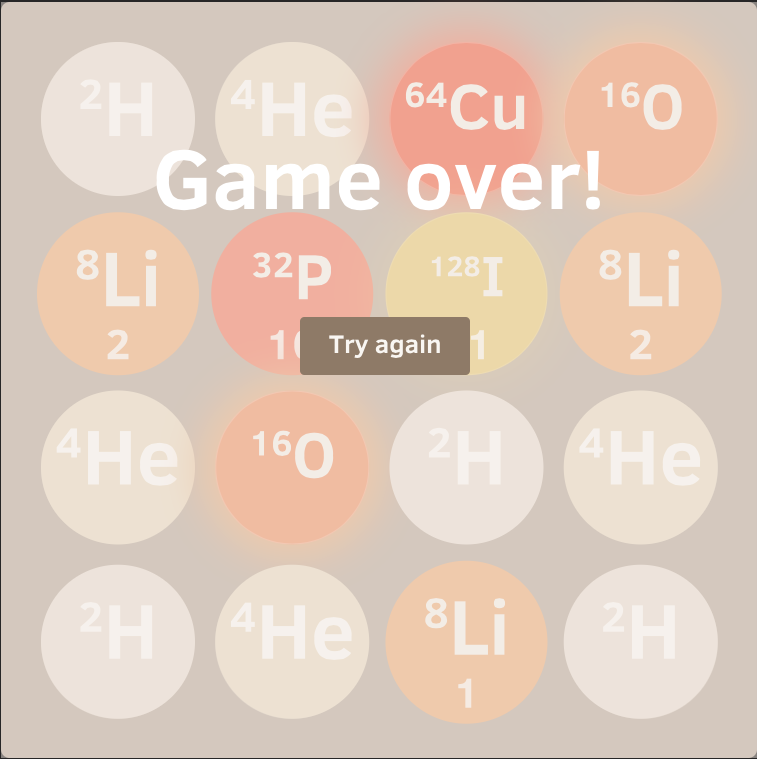 ²H ⁴He ⁶⁴Cu ¹⁶O
Game over!
⁸Li ³²P ¹²⁸I ⁸Li
2 1 2
Try again
⁴He ¹⁶O ²H ⁴He
²H ⁴He ⁸Li ²H
1